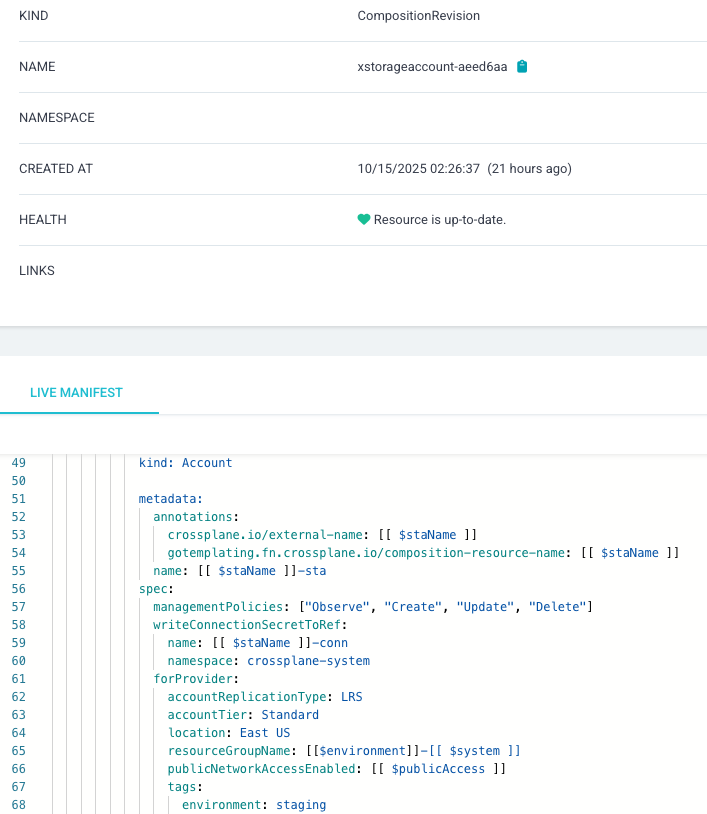 KIND CompositionRevision
NAME xstorageaccount-aeed6aa
NAMESPACE
CREATED AT 10/15/2025 02:26:37 (21 hours ago)
HEALTH Resource is up-to-date.
LINKS
LIVE MANIFEST
49 kind: Account
50
51 metadata:
52 annotations:
53 crossplane.io/external-name: [[ $staName ]]
54 gotemplating.fn.crossplane.io/composition-resource-name: [[ $staName ]]
55 name: [[ $staName ]]-sta
56 spec:
57 managementPolicies: ["Observe", "Create", "Update", "Delete"]
58 writeConnectionSecretToRef:
59 name: [[ $staName ]]-conn
60 namespace: crossplane-system
61 forProvider:
62 accountReplicationType: LRS
63 accountTier: Standard
64 location: East US
65 resourceGroupName: [[$environment]]-[[ $system ]]
66 publicNetworkAccessEnabled: [[ $publicAccess ]]
67 tags:
68 environment: staging